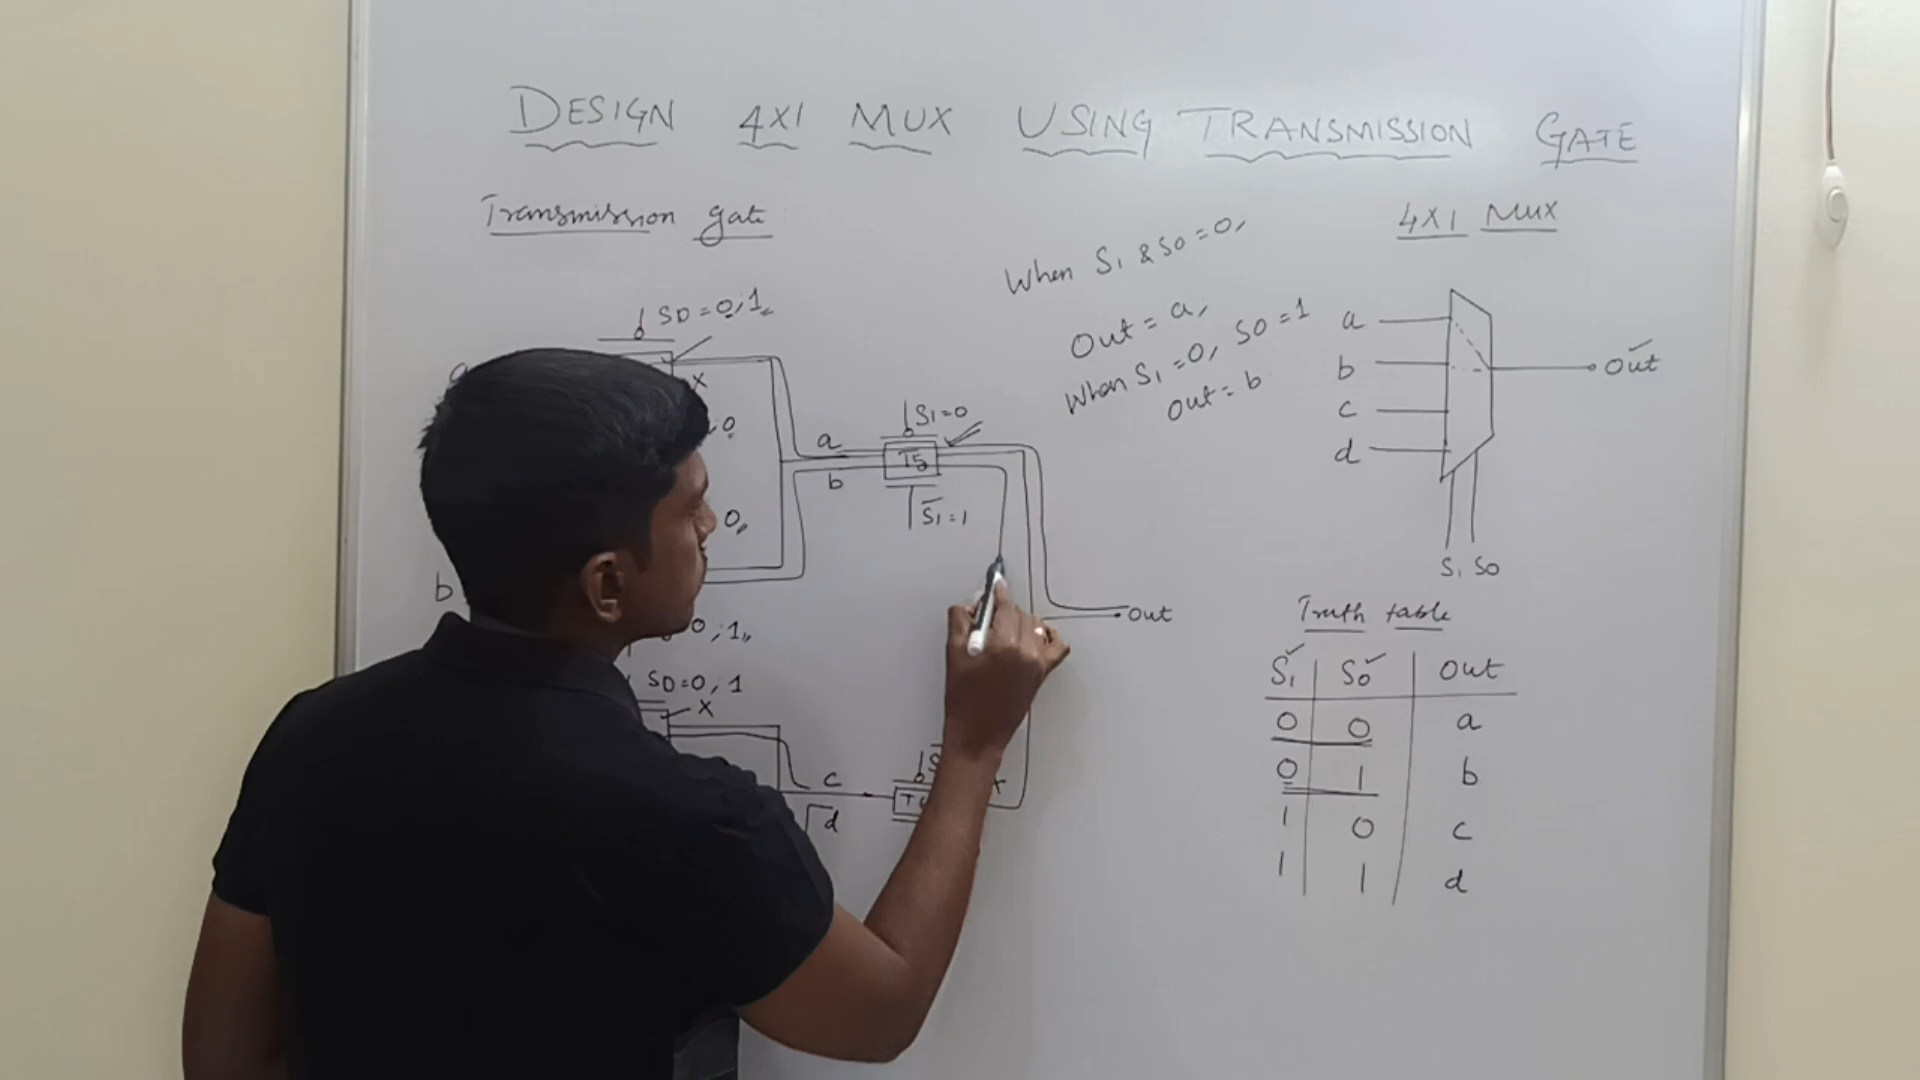 DESIGN 4X1 MUX USING TRANSMISSION GATE
Transmission gate
S0=0,1
a
X
0
0
b
0,1
S0=0,1
X
a
b
S1=0
T5
S̅1=1
c
d
Out
When S1 & S0=0,
Out=a,
When S1=0, S0=1
Out=b
4X1 MUX
a
b
c
d
Out
S1 S0
Truth table
S1 S0 Out
0 0 a
0 1 b
1 0 c
1 1 d